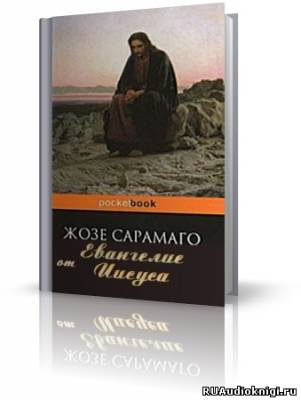 pocketbook
ЖОЗЕ САРАМАГО
Евангелие
от Иисуса
RUAudioknigi.ru